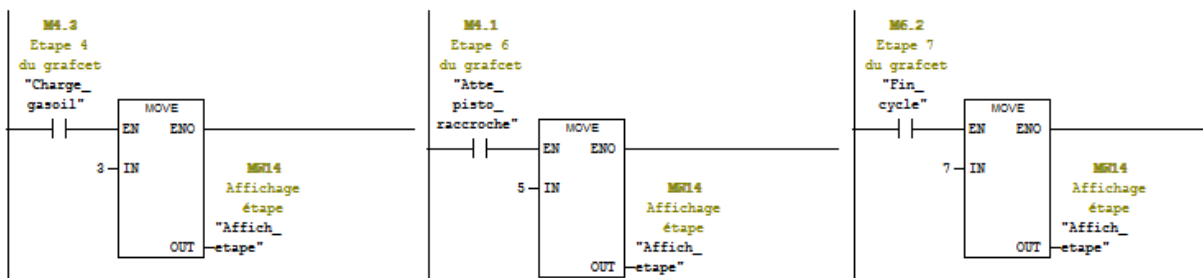 M4.3
Etape 4
du grafcet
"Charge_
gasoil"
MOVE
EN ENO
3 IN
MW14
Affichage
étape
"Affich_
OUT etape"
M4.1
Etape 6
du grafcet
"Atte_
pisto_
raccroche"
MOVE
EN ENO
5 IN
MW14
Affichage
étape
"Affich_
OUT etape"
M6.2
Etape 7
du grafcet
"Fin_
cycle"
MOVE
EN ENO
7 IN
MW14
Affichage
étape
"Affich_
OUT etape"